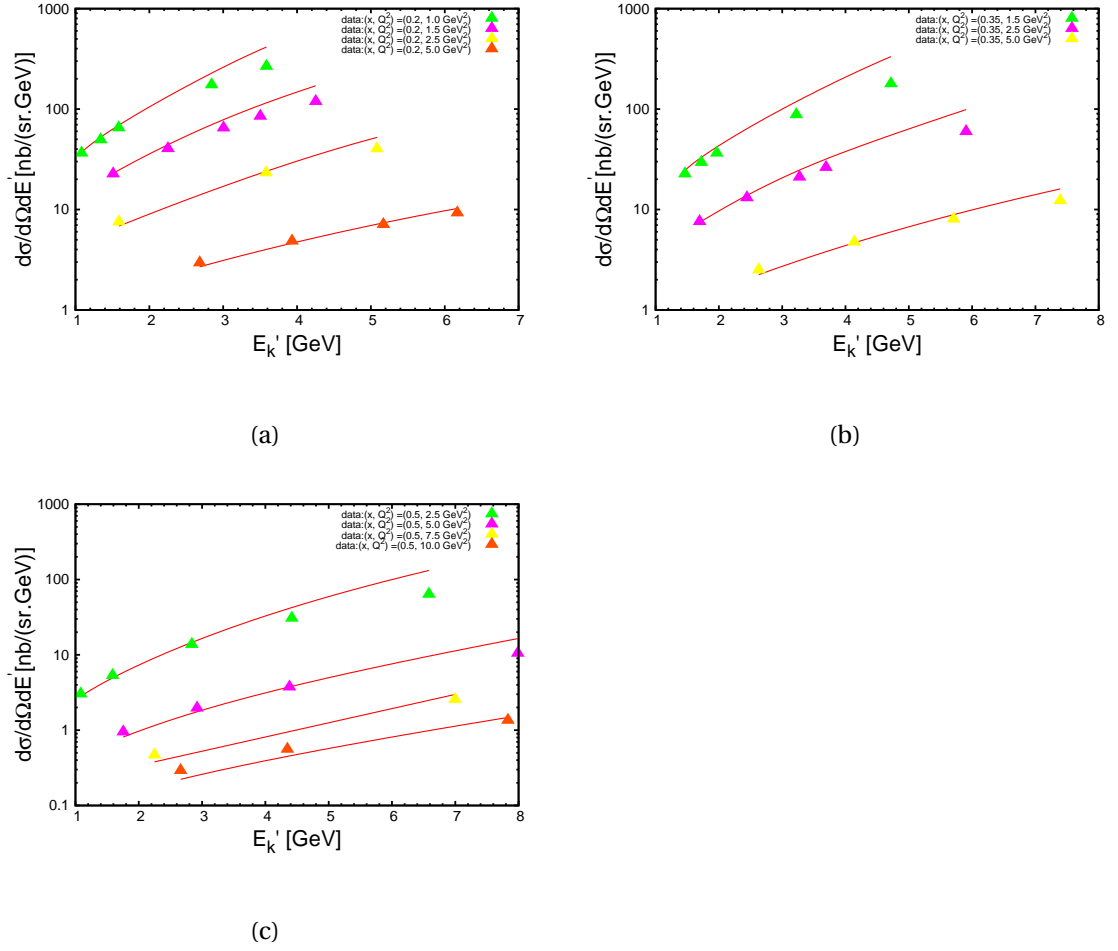 1000
100
10
1
dσ/dΩdE' [nb/(sr.GeV)]
data:(x, Q²) =(0.2, 1.0 GeV²)
data:(x, Q²) =(0.2, 1.5 GeV²)
data:(x, Q²) =(0.2, 2.5 GeV²)
data:(x, Q²) =(0.2, 5.0 GeV²)
1 2 3 4 5 6 7
Eₖ' [GeV]
(a)
1000
100
10
1
dσ/dΩdE' [nb/(sr.GeV)]
data:(x, Q²) =(0.35, 1.5 GeV²)
data:(x, Q²) =(0.35, 2.5 GeV²)
data:(x, Q²) =(0.35, 5.0 GeV²)
1 2 3 4 5 6 7 8
Eₖ' [GeV]
(b)
1000
100
10
1
0.1
dσ/dΩdE' [nb/(sr.GeV)]
data:(x, Q²) =(0.5, 2.5 GeV²)
data:(x, Q²) =(0.5, 5.0 GeV²)
data:(x, Q²) =(0.5, 7.5 GeV²)
data:(x, Q²) =(0.5, 10.0 GeV²)
1 2 3 4 5 6 7 8
Eₖ' [GeV]
(c)